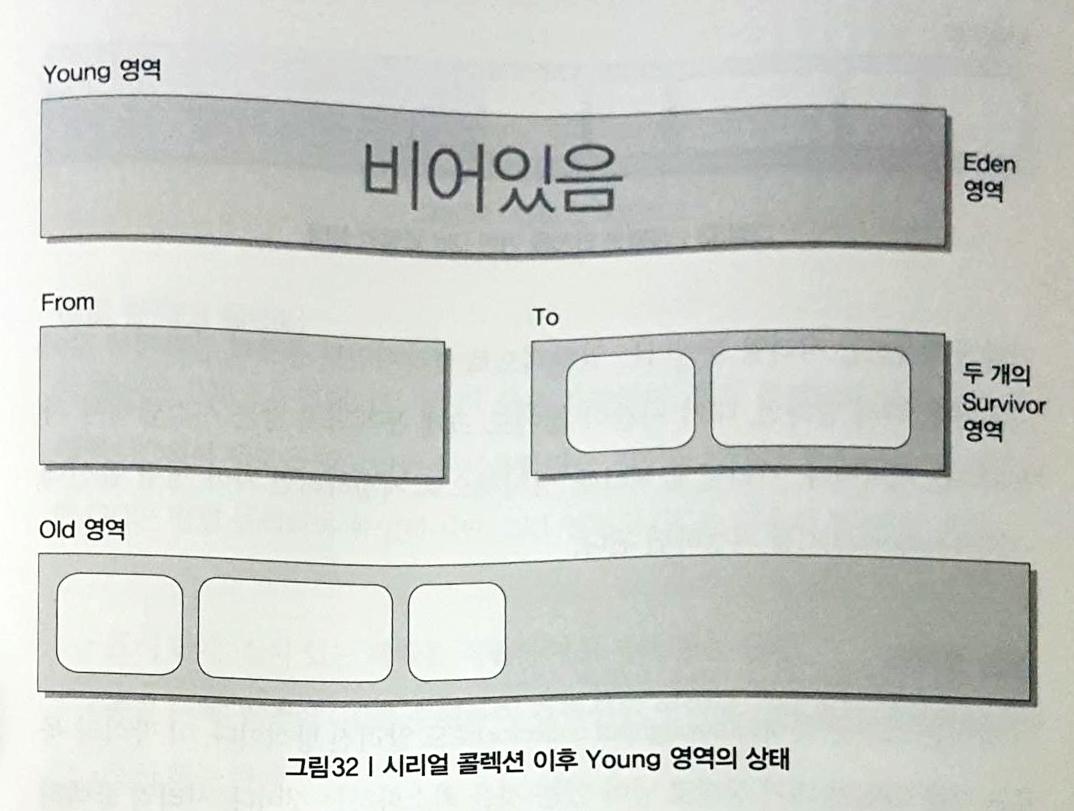 Young 영역
비어있음
Eden
영역
From
To
두 개의
Survivor
영역
Old 영역
그림32 | 시리얼 콜렉션 이후 Young 영역의 상태